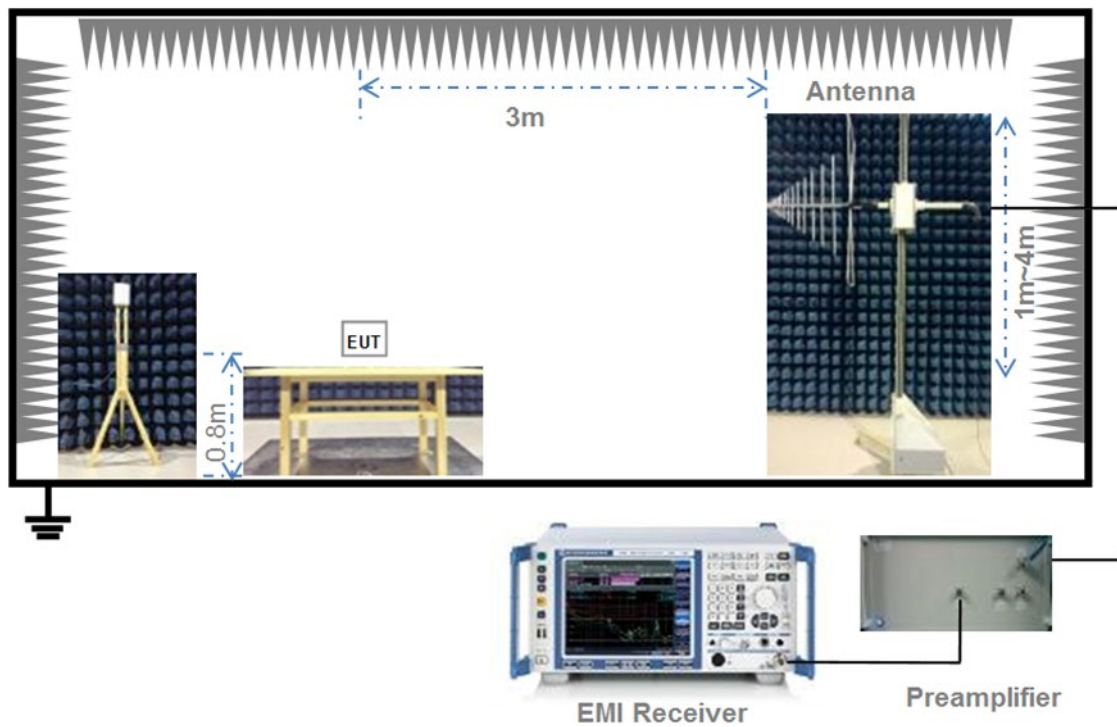 Antenna
3m
1m~4m
EUT
0.8m
EMI Receiver
Preamplifier